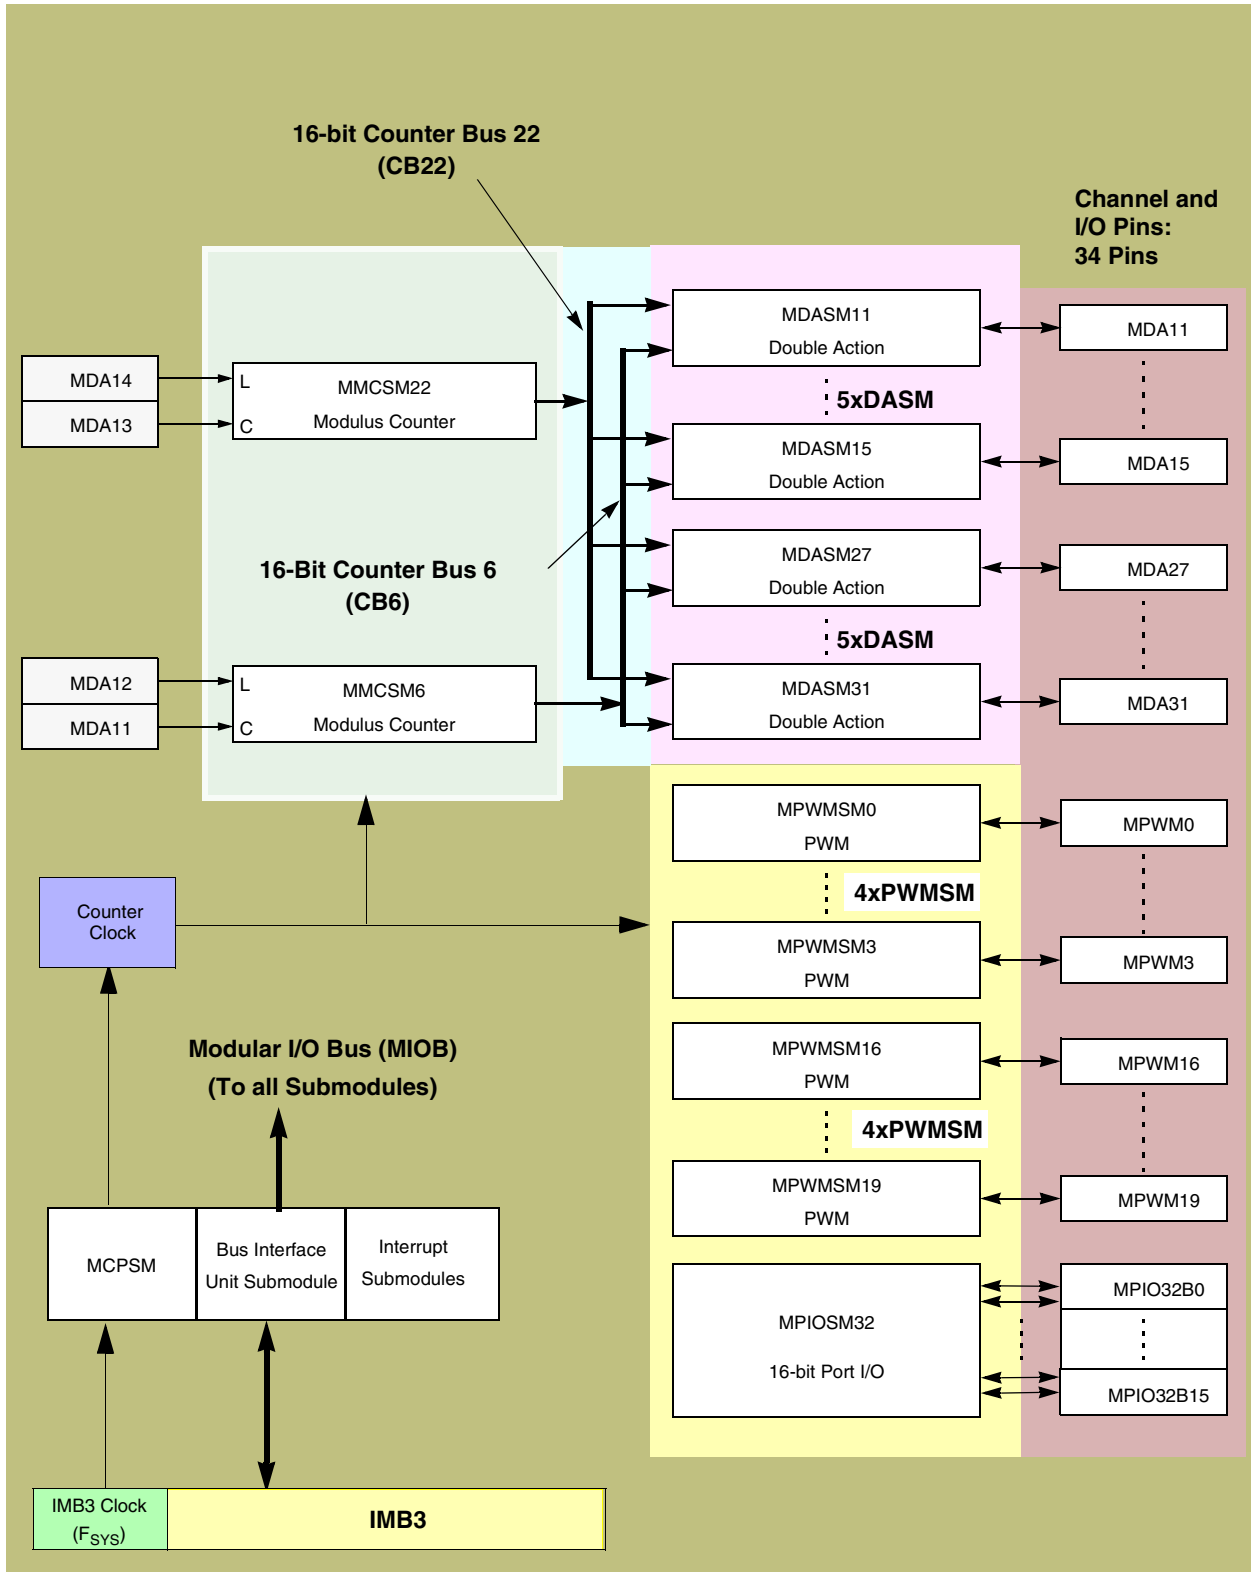 16-bit Counter Bus 22
(CB22)
Channel and
I/O Pins:
34 Pins
MDA14
MDA13
L
C
MMCSM22
Modulus Counter
MDASM11
Double Action
MDA11
5xDASM
MDASM15
Double Action
MDA15
16-Bit Counter Bus 6
(CB6)
MDASM27
Double Action
MDA27
5xDASM
MDA12
MDA11
L
C
MMCSM6
Modulus Counter
MDASM31
Double Action
MDA31
MPWMSM0
PWM
MPWM0
4xPWMSM
Counter
Clock
MPWMSM3
PWM
MPWM3
Modular I/O Bus (MIOB)
(To all Submodules)
MPWMSM16
PWM
MPWM16
4xPWMSM
MPWMSM19
PWM
MPWM19
MCPSM
Bus Interface
Unit Submodule
Interrupt
Submodules
MPIOSM32
16-bit Port I/O
MPIO32B0
MPIO32B15
IMB3 Clock
(FSYS)
IMB3